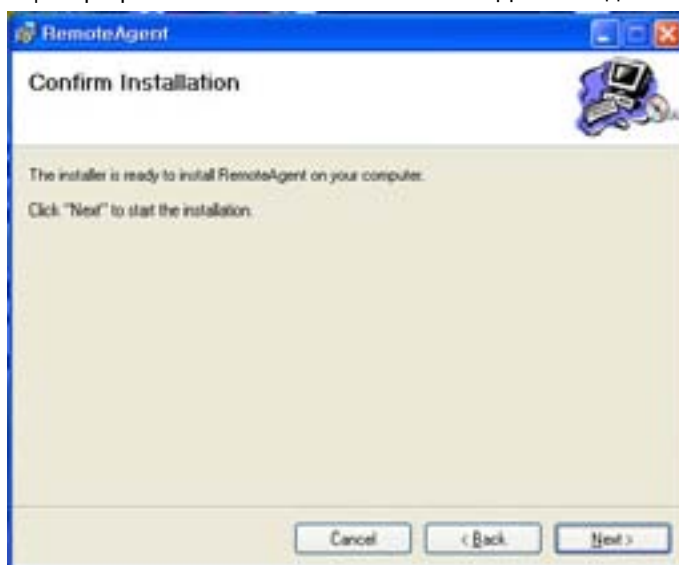 RemoteAgent
Confirm Installation
The installer is ready to install RemoteAgent on your computer.
Click "Next" to start the installation.
Cancel
< Back
Next >